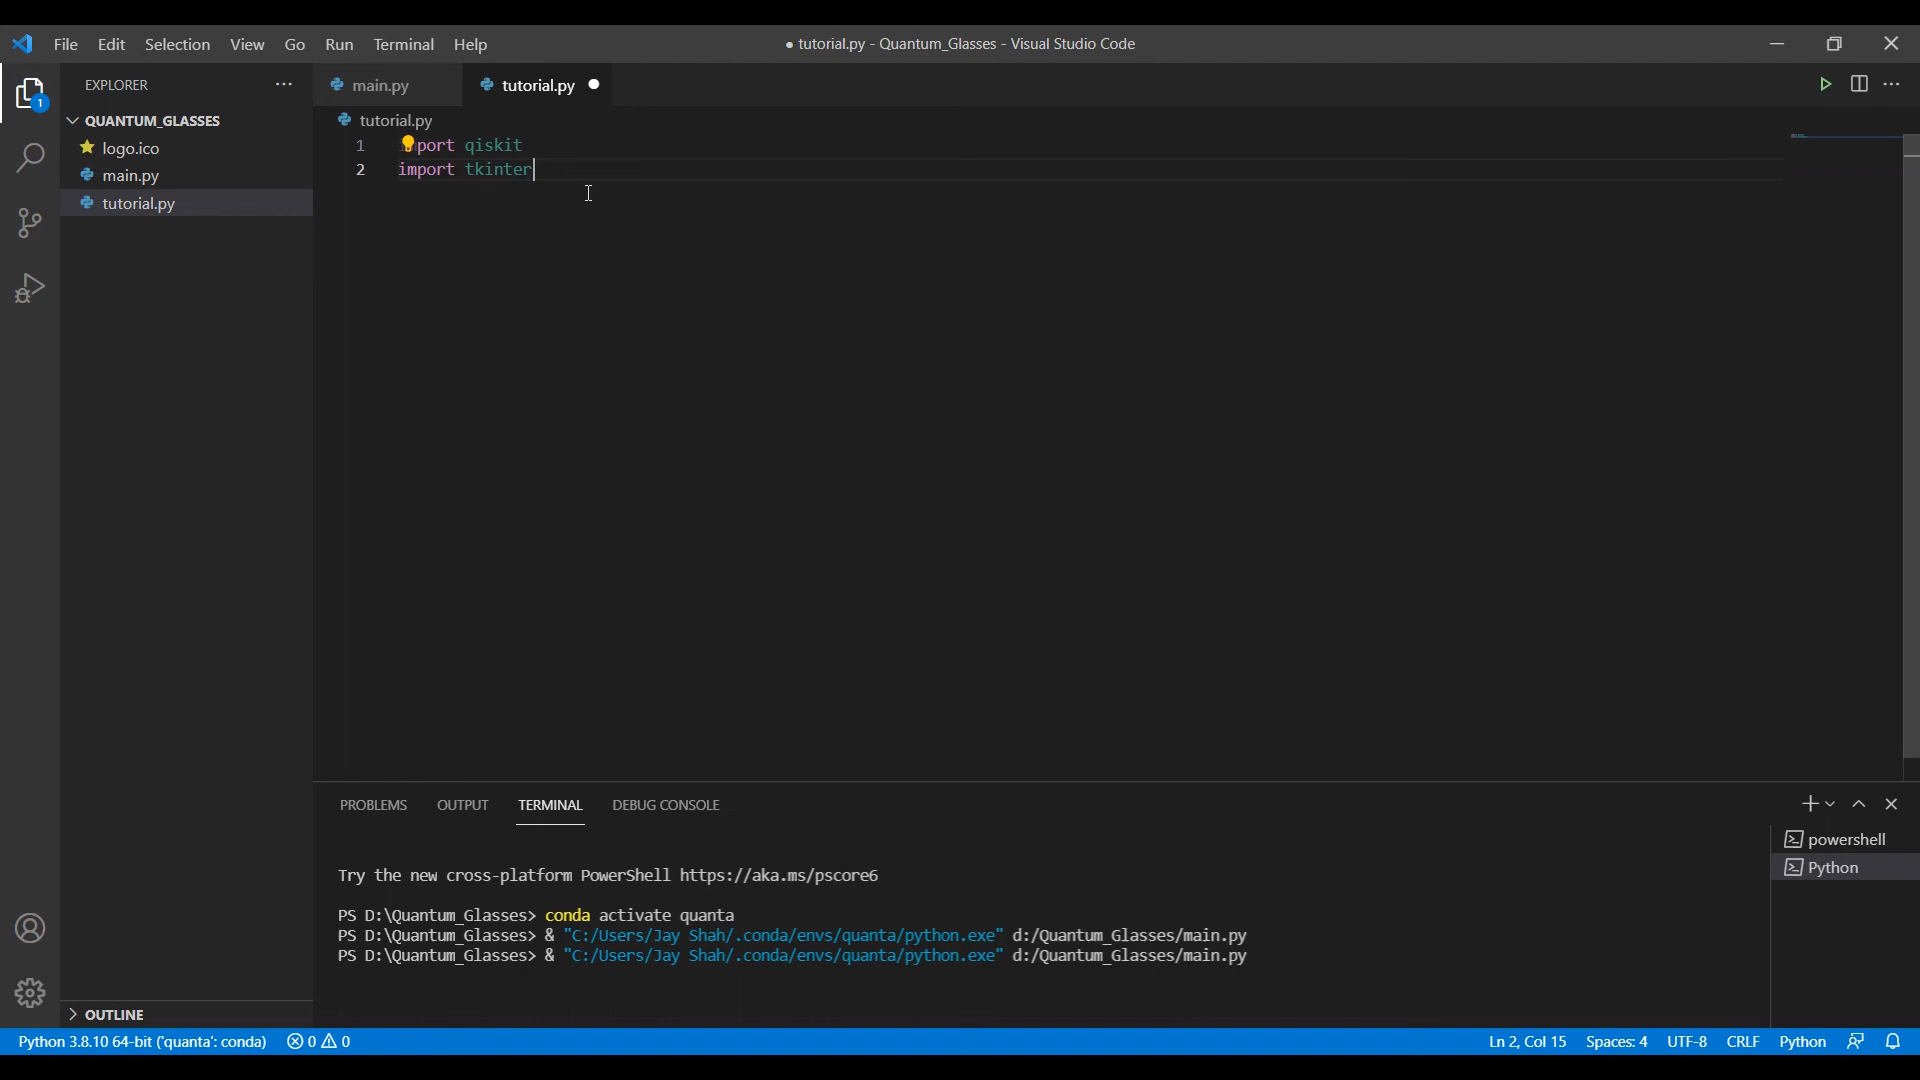 File Edit Selection View Go Run Terminal Help
● tutorial.py - Quantum_Glasses - Visual Studio Code
EXPLORER
main.py
tutorial.py
QUANTUM_GLASSES
logo.ico
main.py
tutorial.py
1
OUTLINE
tutorial.py
1 port qiskit
2 import tkinter
PROBLEMS OUTPUT TERMINAL DEBUG CONSOLE
Try the new cross-platform PowerShell https://aka.ms/pscore6
PS D:\Quantum_Glasses> conda activate quanta
PS D:\Quantum_Glasses> & "C:/Users/Jay Shah/.conda/envs/quanta/python.exe" d:/Quantum_Glasses/main.py
PS D:\Quantum_Glasses> & "C:/Users/Jay Shah/.conda/envs/quanta/python.exe" d:/Quantum_Glasses/main.py
powershell
Python
Python 3.8.10 64-bit ('quanta': conda) 0 0
Ln 2, Col 15 Spaces: 4 UTF-8 CRLF Python